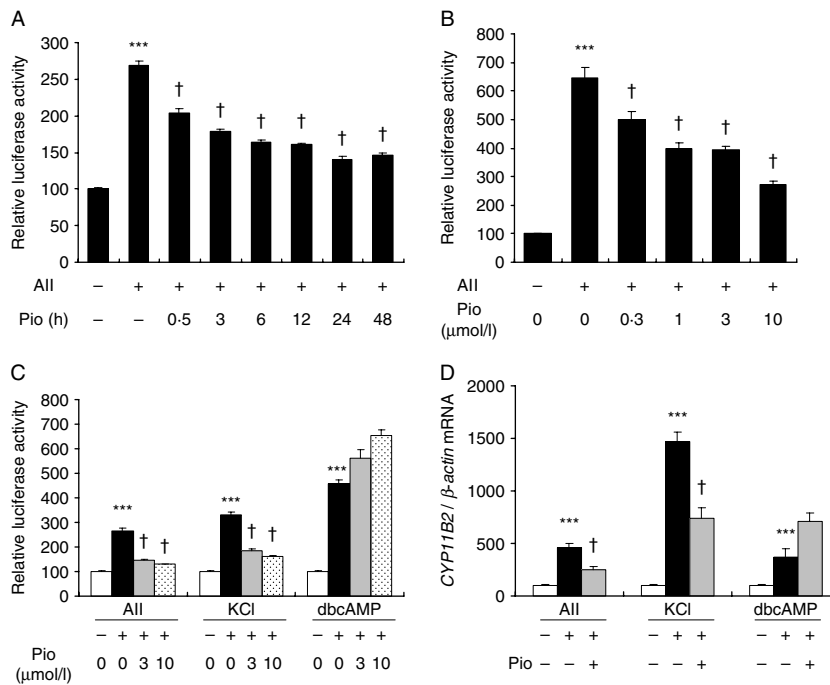 A
Relative luciferase activity
300
250
200
150
100
50
0
***
† † † † † †
AII – + + + + + + +
Pio (h) – – 0·5 3 6 12 24 48
B
Relative luciferase activity
800
700
600
500
400
300
200
100
0
***
† † † †
AII – + + + + +
Pio (μmol/l) 0 0 0·3 1 3 10
C
Relative luciferase activity
800
700
600
500
400
300
200
100
0
*** † † *** † † ***
AII KCl dbcAMP
– + + + – + + + – + + +
Pio (μmol/l) 0 0 3 10 0 0 3 10 0 0 3 10
D
CYP11B2 / β-actin mRNA
2000
1500
1000
500
0
*** † *** † ***
AII KCl dbcAMP
– + + – + + – + +
Pio – – + – – + – – +